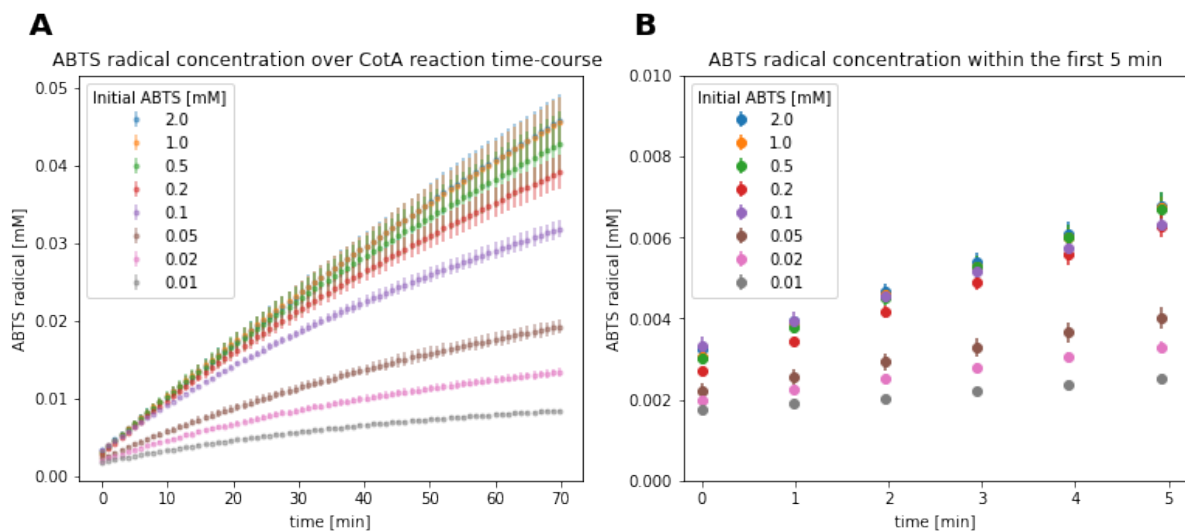 A
ABTS radical concentration over CotA reaction time-course
0.05
0.04
0.03
0.02
0.01
0.00
ABTS radical [mM]
Initial ABTS [mM]
2.0
1.0
0.5
0.2
0.1
0.05
0.02
0.01
0 10 20 30 40 50 60 70
time [min]
B
ABTS radical concentration within the first 5 min
0.010
0.008
0.006
0.004
0.002
0.000
ABTS radical [mM]
Initial ABTS [mM]
2.0
1.0
0.5
0.2
0.1
0.05
0.02
0.01
0 1 2 3 4 5
time [min]